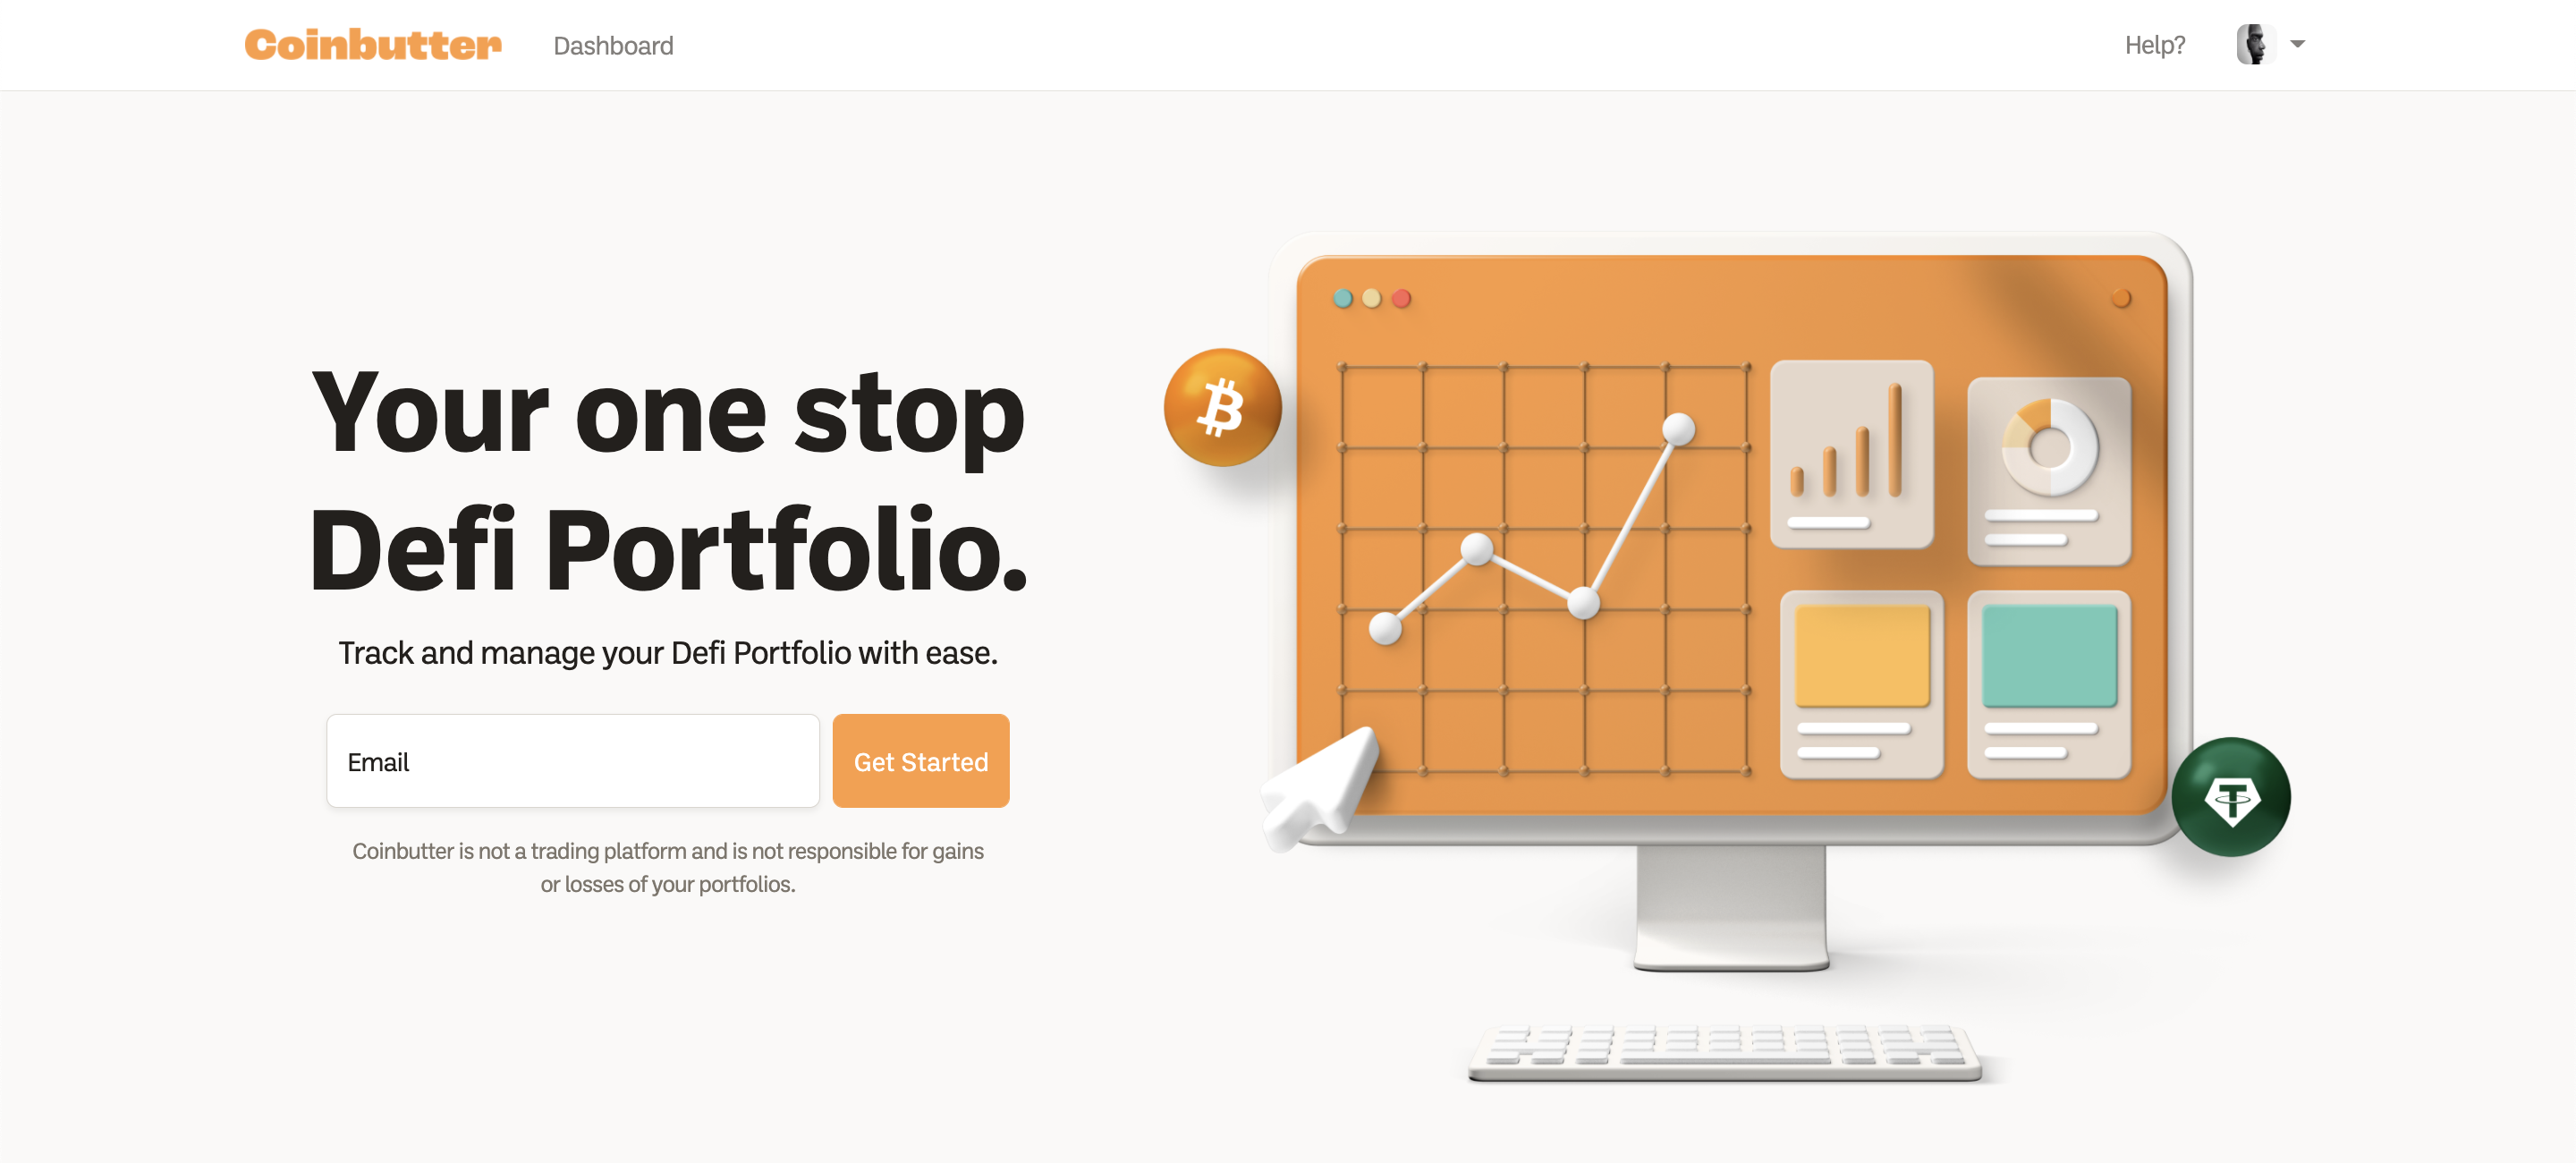 Coinbutter
Dashboard
Help?
Your one stop
Defi Portfolio.
Track and manage your Defi Portfolio with ease.
Email
Get Started
Coinbutter is not a trading platform and is not responsible for gains
or losses of your portfolios.